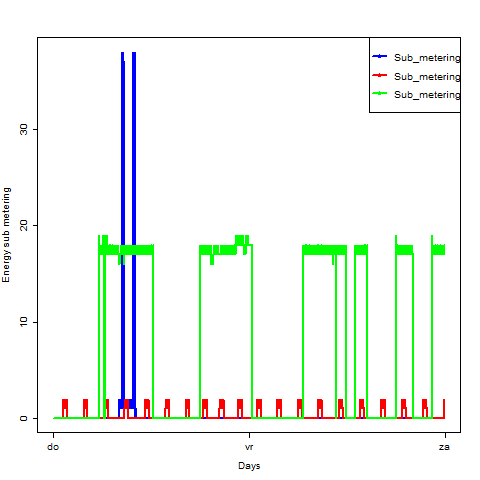 Sub_metering
Sub_metering
Sub_metering
Energy sub metering
30
20
10
0
do
vr
za
Days